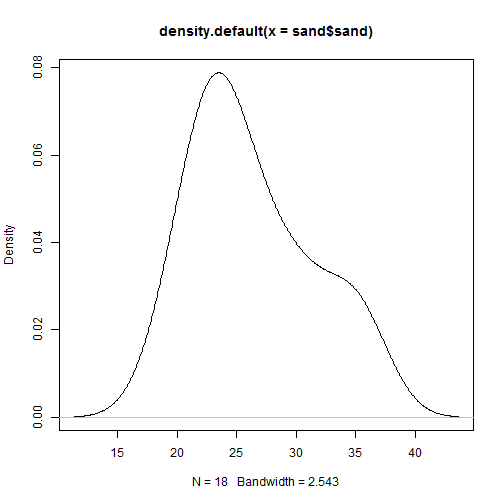 density.default(x = sand$sand)
Density
0.00
0.02
0.04
0.06
0.08
15 20 25 30 35 40
N = 18 Bandwidth = 2.543